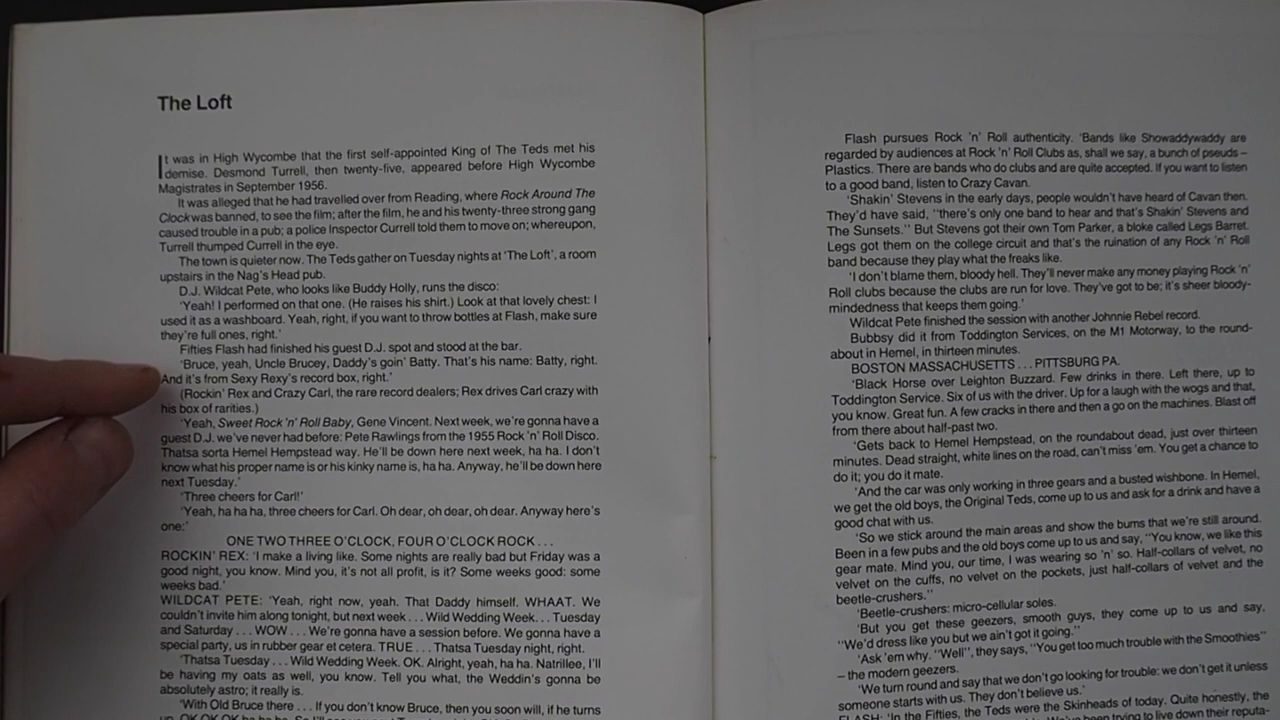 The Loft
It was in High Wycombe that the first self-appointed King of The Teds met his
demise. Desmond Turrell, then twenty-five, appeared before High Wycombe
Magistrates in September 1956.
It was alleged that he had travelled over from Reading, where Rock Around The
Clock was banned, to see the film; after the film, he and his twenty-three strong gang
caused trouble in a pub; a police Inspector Currell told them to move on; whereupon,
Turrell thumped Currell in the eye.
The town is quieter now. The Teds gather on Tuesday nights at 'The Loft', a room
upstairs in the Nag's Head pub.
D.J. Wildcat Pete, who looks like Buddy Holly, runs the disco:
'Yeah! I performed on that one. (He raises his shirt.) Look at that lovely chest: I
used it as a washboard. Yeah, right, if you want to throw bottles at Flash, make sure
they're full ones, right.'
Fifties Flash had finished his guest D.J. spot and stood at the bar.
'Bruce, yeah, Uncle Brucey, Daddy's goin' Batty. That's his name: Batty, right.
And it's from Sexy Rexy's record box, right.'
(Rockin' Rex and Crazy Carl, the rare record dealers; Rex drives Carl crazy with
his box of rarities.)
'Yeah, Sweet Rock 'n' Roll Baby, Gene Vincent. Next week, we're gonna have a
guest D.J. we've never had before: Pete Rawlings from the 1955 Rock 'n' Roll Disco.
Thatsa sorta Hemel Hempstead way. He'll be down here next week, ha ha. I don't
know what his proper name is or his kinky name is, ha ha. Anyway, he'll be down here
next Tuesday.'
'Three cheers for Carl!'
'Yeah, ha ha ha, three cheers for Carl. Oh dear, oh dear, oh dear. Anyway here's
one:'
ONE TWO THREE O'CLOCK, FOUR O'CLOCK ROCK . . .
ROCKIN' REX: 'I make a living like. Some nights are really bad but Friday was a
good night, you know. Mind you, it's not all profit, is it? Some weeks good: some
weeks bad.'
WILDCAT PETE: 'Yeah, right now, yeah. That Daddy himself. WHAAT. We
couldn't invite him along tonight, but next week . . . Wild Wedding Week. . . Tuesday
and Saturday . . . WOW . . . We're gonna have a session before. We gonna have a
special party, us in rubber gear et cetera. TRUE . . . Thatsa Tuesday night, right.
'Thatsa Tuesday . . . Wild Wedding Week. OK. Alright, yeah, ha ha. Natrillee, I'll
be having my oats as well, you know. Tell you what, the Weddin's gonna be
absolutely astro; it really is.
'With Old Bruce there . . . If you don't know Bruce, then you soon will, if he turns
up. OK OK OK ha ha ha. So I'll
Flash pursues Rock 'n' Roll authenticity. 'Bands like Showaddywaddy are
regarded by audiences at Rock 'n' Roll Clubs as, shall we say, a bunch of pseuds –
Plastics. There are bands who do clubs and are quite accepted. If you want to listen
to a good band, listen to Crazy Cavan.
'Shakin' Stevens in the early days, people wouldn't have heard of Cavan then.
They'd have said, "there's only one band to hear and that's Shakin' Stevens and
The Sunsets." But Stevens got their own Tom Parker, a bloke called Legs Barret.
Legs got them on the college circuit and that's the ruination of any Rock 'n' Roll
band because they play what the freaks like.
'I don't blame them, bloody hell. They'll never make any money playing Rock 'n'
Roll clubs because the clubs are run for love. They've got to be; it's sheer bloody-
mindedness that keeps them going.'
Wildcat Pete finished the session with another Johnnie Rebel record.
Bubbsy did it from Toddington Services, on the M1 Motorway, to the round-
about in Hemel, in thirteen minutes.
BOSTON MASSACHUSETTS . . . PITTSBURG PA.
'Black Horse over Leighton Buzzard. Few drinks in there. Left there, up to
Toddington Service. Six of us with the driver. Up for a laugh with the wogs and that,
you know. Great fun. A few cracks in there and then a go on the machines. Blast off
from there about half-past two.
'Gets back to Hemel Hempstead, on the roundabout dead, just over thirteen
minutes. Dead straight, white lines on the road, can't miss 'em. You get a chance to
do it; you do it mate.
'And the car was only working in three gears and a busted wishbone. In Hemel,
we get the old boys, the Original Teds, come up to us and ask for a drink and have a
good chat with us.
'So we stick around the main areas and show the bums that we're still around.
Been in a few pubs and the old boys come up to us and say, "You know, we like this
gear mate. Mind you, our time, I was wearing so 'n' so. Half-collars of velvet, no
velvet on the cuffs, no velvet on the pockets, just half-collars of velvet and the
beetle-crushers."
'Beetle-crushers: micro-cellular soles.
'But you get these geezers, smooth guys, they come up to us and say,
"We'd dress like you but we ain't got it going."
'Ask 'em why. "Well", they says, "You get too much trouble with the Smoothies"
– the modern geezers.
'We turn round and say that we don't go looking for trouble: we don't get it unless
someone starts with us. They don't believe us.'
FLASH: 'In the Fifties, the Teds were the Skinheads of today. Quite honestly, the
We've been trying to live down their reputa-